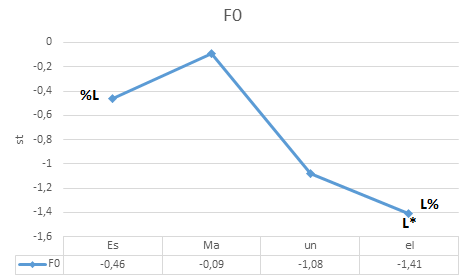 F0
0
-0,2
-0,4
-0,6
-0,8
-1
-1,2
-1,4
-1,6
st
%L
L%
L*
Es Ma un el
F0 -0,46 -0,09 -1,08 -1,41